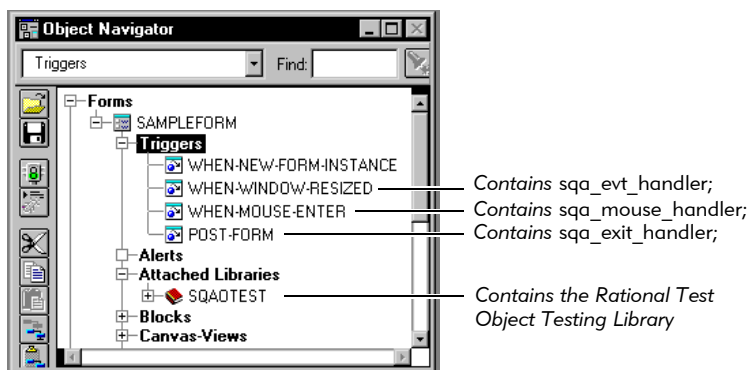 Object Navigator
Triggers
Find:
Forms
SAMPLEFORM
Triggers
WHEN-NEW-FORM-INSTANCE
WHEN-WINDOW-RESIZED
Contains sqa_evt_handler;
WHEN-MOUSE-ENTER
Contains sqa_mouse_handler;
POST-FORM
Contains sqa_exit_handler;
Alerts
Attached Libraries
SQAOTEST
Contains the Rational Test
Object Testing Library
Blocks
Canvas-Views